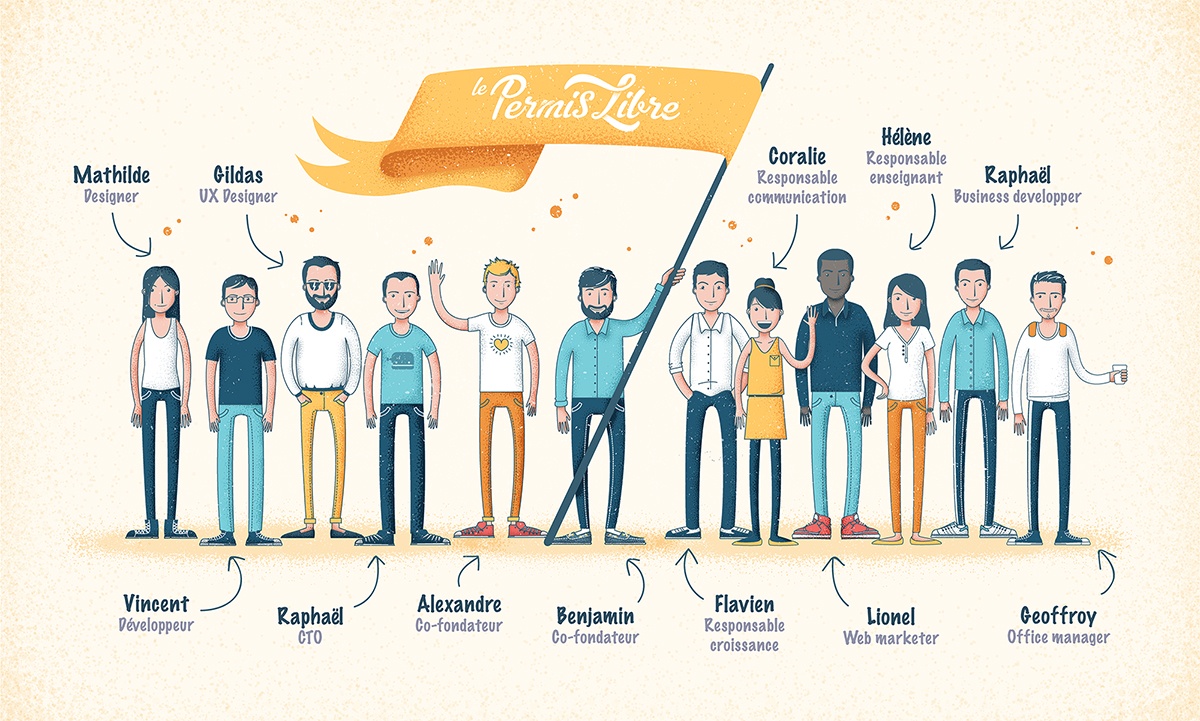 le Permis Libre
Mathilde
Designer
Gildas
UX Designer
Coralie
Responsable
communication
Hélène
Responsable
enseignant
Raphaël
Business developper
Vincent
Développeur
Raphaël
CTO
Alexandre
Co-fondateur
Benjamin
Co-fondateur
Flavien
Responsable
croissance
Lionel
Web marketer
Geoffroy
Office manager